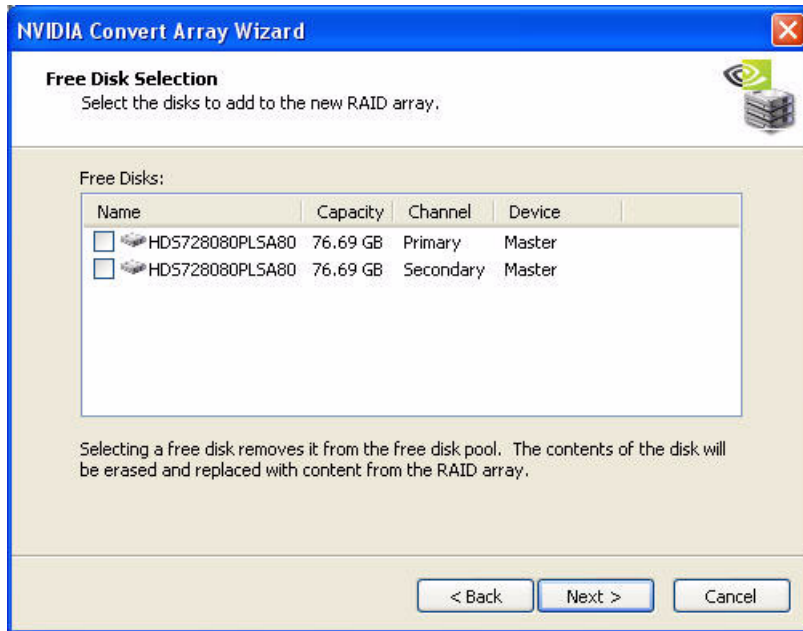 NVIDIA Convert Array Wizard
Free Disk Selection
Select the disks to add to the new RAID array.
Free Disks:
Name Capacity Channel Device
HDS728080PLSA80 76.69 GB Primary Master
HDS728080PLSA80 76.69 GB Secondary Master
Selecting a free disk removes it from the free disk pool. The contents of the disk will
be erased and replaced with content from the RAID array.
< Back Next > Cancel